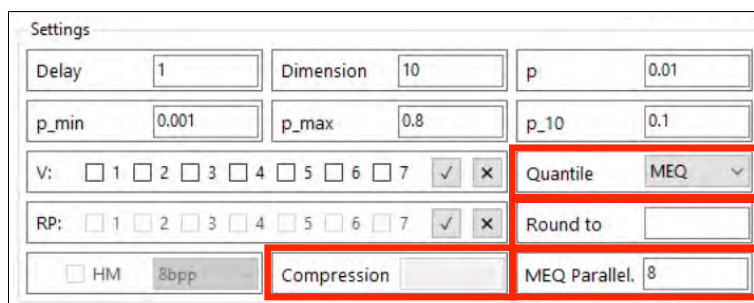 Settings
Delay 1 Dimension 10 p 0.01
p_min 0.001 p_max 0.8 p_10 0.1
V: 1 2 3 4 5 6 7 ✓ × Quantile MEQ
RP: 1 2 3 4 5 6 7 ✓ × Round to
HM 8bpp Compression MEQ Parallel. 8